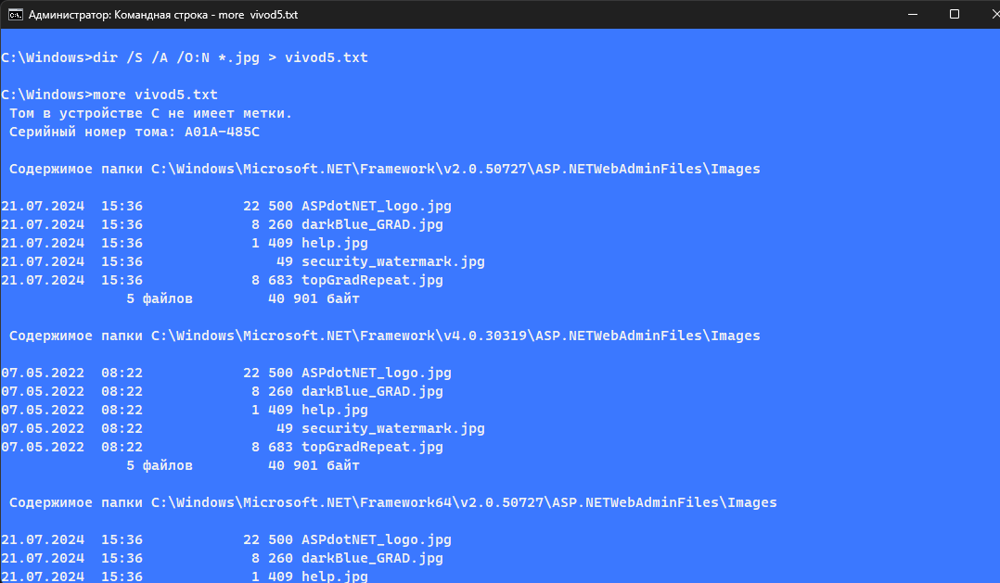 Администратор: Командная строка - more  vivod5.txt
C:\Windows>dir /S /A /O:N *.jpg > vivod5.txt
C:\Windows>more vivod5.txt
 Том в устройстве C не имеет метки.
 Серийный номер тома: A01A-485C
 Содержимое папки C:\Windows\Microsoft.NET\Framework\v2.0.50727\ASP.NETWebAdminFiles\Images
21.07.2024  15:36            22 500 ASPdotNET_logo.jpg
21.07.2024  15:36             8 260 darkBlue_GRAD.jpg
21.07.2024  15:36             1 409 help.jpg
21.07.2024  15:36                49 security_watermark.jpg
21.07.2024  15:36             8 683 topGradRepeat.jpg
               5 файлов         40 901 байт
 Содержимое папки C:\Windows\Microsoft.NET\Framework\v4.0.30319\ASP.NETWebAdminFiles\Images
07.05.2022  08:22            22 500 ASPdotNET_logo.jpg
07.05.2022  08:22             8 260 darkBlue_GRAD.jpg
07.05.2022  08:22             1 409 help.jpg
07.05.2022  08:22                49 security_watermark.jpg
07.05.2022  08:22             8 683 topGradRepeat.jpg
               5 файлов         40 901 байт
 Содержимое папки C:\Windows\Microsoft.NET\Framework64\v2.0.50727\ASP.NETWebAdminFiles\Images
21.07.2024  15:36            22 500 ASPdotNET_logo.jpg
21.07.2024  15:36             8 260 darkBlue_GRAD.jpg
21.07.2024  15:36             1 409 help.jpg